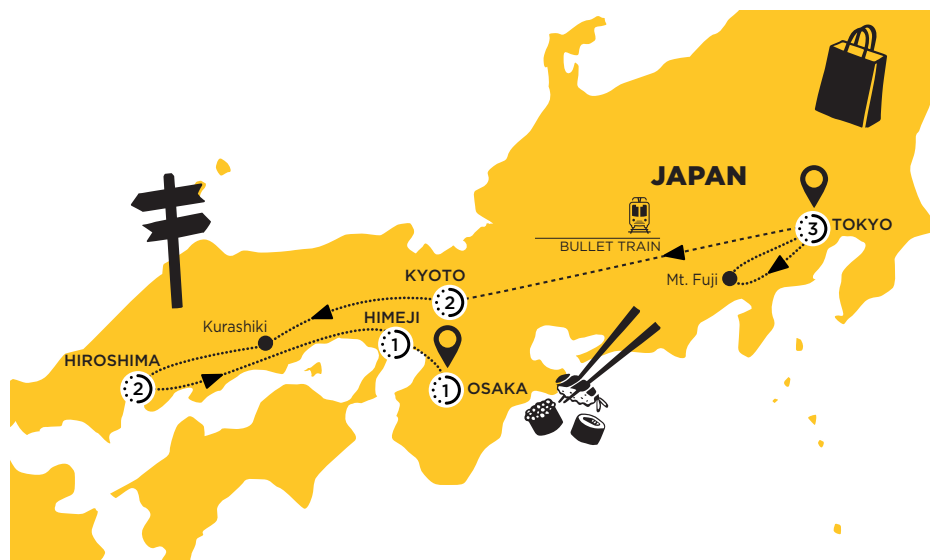 JAPAN
3
TOKYO
BULLET TRAIN
Mt. Fuji
KYOTO
2
HIMEJI
1
Kurashiki
HIROSHIMA
2
1
OSAKA